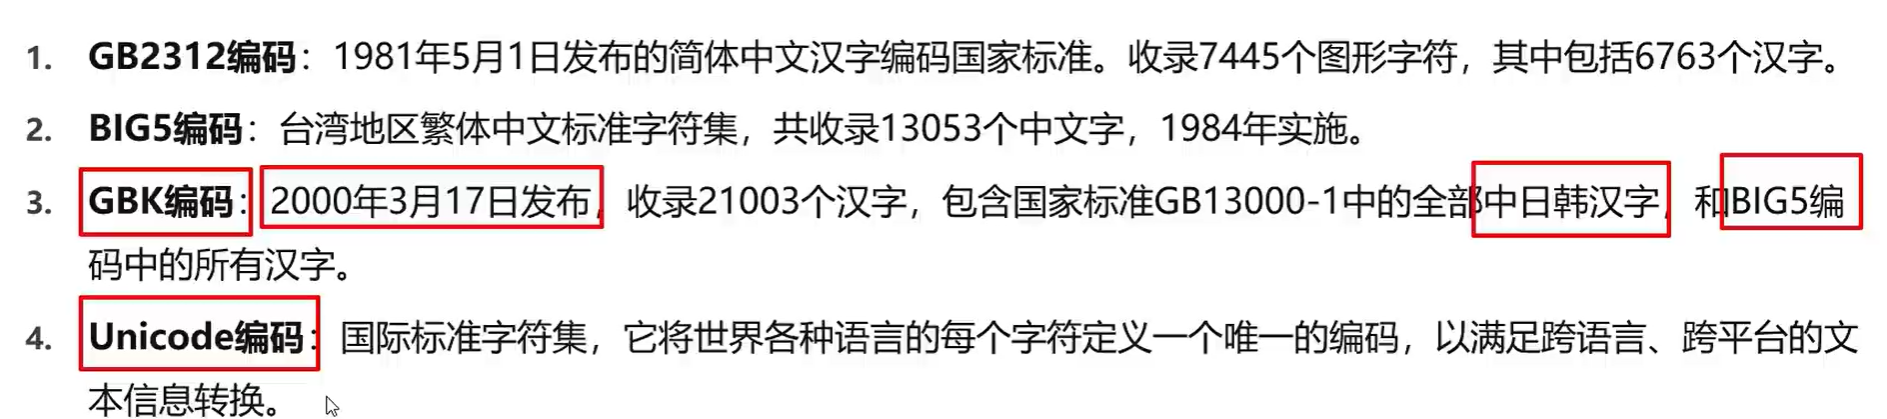 1. GB2312编码：1981年5月1日发布的简体中文汉字编码国家标准。收录7445个图形字符，其中包括6763个汉字。
2. BIG5编码：台湾地区繁体中文标准字符集，共收录13053个中文字，1984年实施。
3. GBK编码：2000年3月17日发布，收录21003个汉字，包含国家标准GB13000-1中的全部中日韩汉字，和BIG5编
码中的所有汉字。
4. Unicode编码：国际标准字符集，它将世界各种语言的每个字符定义一个唯一的编码，以满足跨语言、跨平台的文
本信息转换。